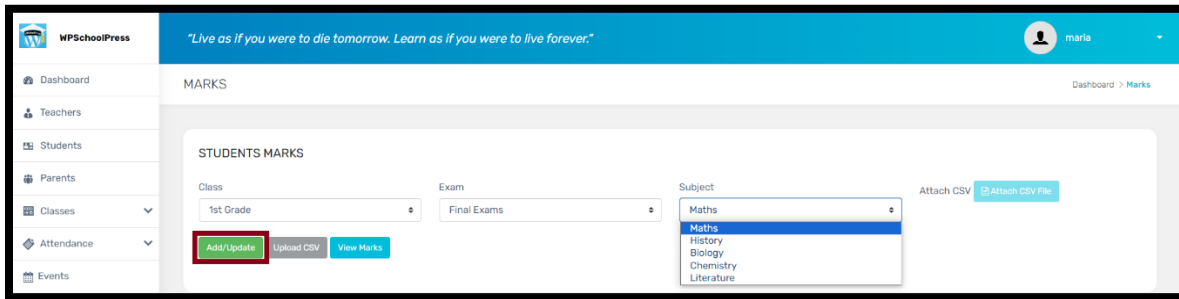 WPSchoolPress
"Live as if you were to die tomorrow. Learn as if you were to live forever."
maria
Dashboard
Teachers
Students
Parents
Classes
Attendance
Events
MARKS
Dashboard > Marks
STUDENTS MARKS
Class
Exam
Subject
Attach CSV
Attach CSV File
1st Grade
Final Exams
Maths
Add/Update
Upload CSV
View Marks
Maths
History
Biology
Chemistry
Literature